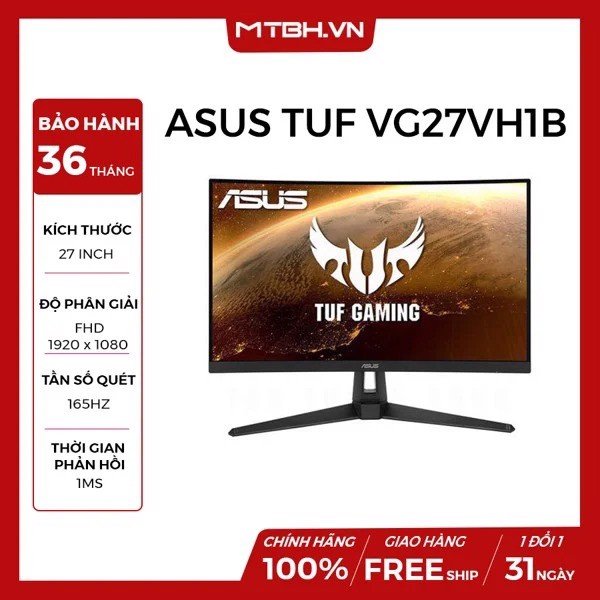 MTBH.VN
BẢO HÀNH
36 THÁNG
KÍCH THƯỚC
27 INCH
ĐỘ PHÂN GIẢI
FHD
1920 x 1080
TẦN SỐ QUÉT
165HZ
THỜI GIAN
PHẢN HỒI
1MS
ASUS TUF VG27VH1B
ASUS
TUF GAMING
ASUS
CHÍNH HÃNG
100%
GIAO HÀNG
FREE SHIP
1 ĐỔI 1
31 NGÀY